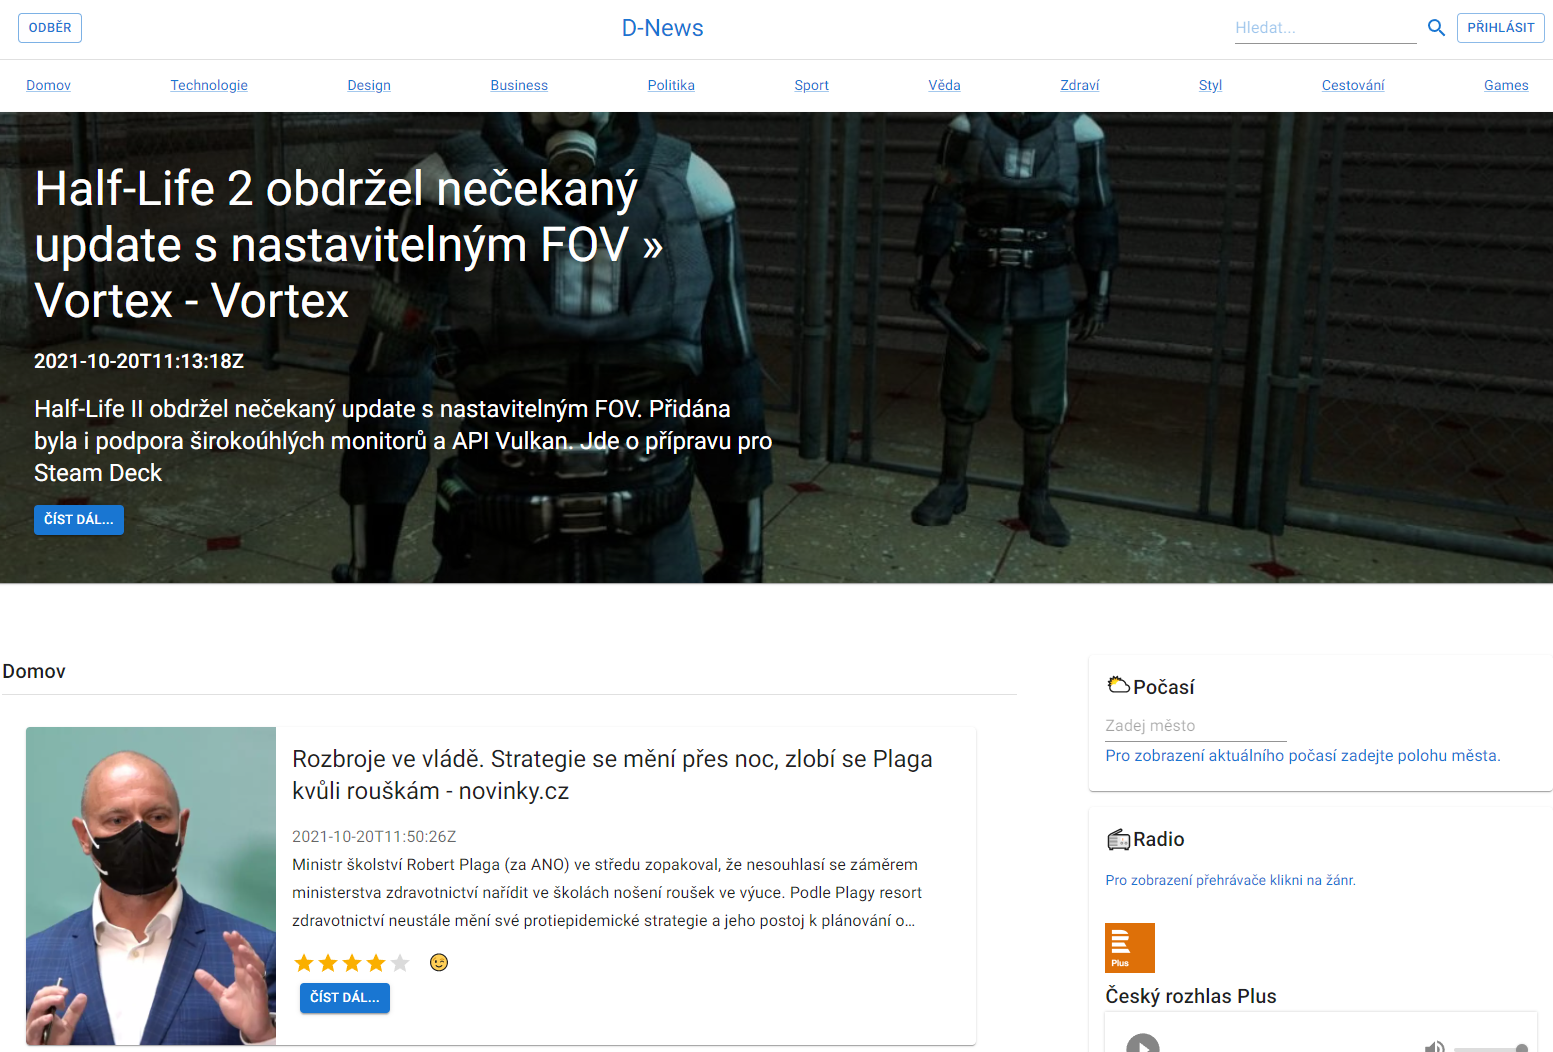 ODBĚR
D-News
Hledat...
PŘIHLÁSIT
Domov
Technologie
Design
Business
Politika
Sport
Věda
Zdraví
Styl
Cestování
Games
Half-Life 2 obdržel nečekaný
update s nastavitelným FOV »
Vortex - Vortex
2021-10-20T11:13:18Z
Half-Life II obdržel nečekaný update s nastavitelným FOV. Přidána
byla i podpora širokoúhlých monitorů a API Vulkan. Jde o přípravu pro
Steam Deck
ČÍST DÁL...
Domov
Rozbroje ve vládě. Strategie se mění přes noc, zlobí se Plaga
kvůli rouškám - novinky.cz
2021-10-20T11:50:26Z
Ministr školství Robert Plaga (za ANO) ve středu zopakoval, že nesouhlasí se záměrem
ministerstva zdravotnictví nařídit ve školách nošení roušek ve výuce. Podle Plagy resort
zdravotnictví neustále mění své protiepidemické strategie a jeho postoj k plánování o...
ČÍST DÁL...
Počasí
Zadej město
Pro zobrazení aktuálního počasí zadejte polohu města.
Radio
Pro zobrazení přehrávače klikni na žánr.
Plus
Český rozhlas Plus